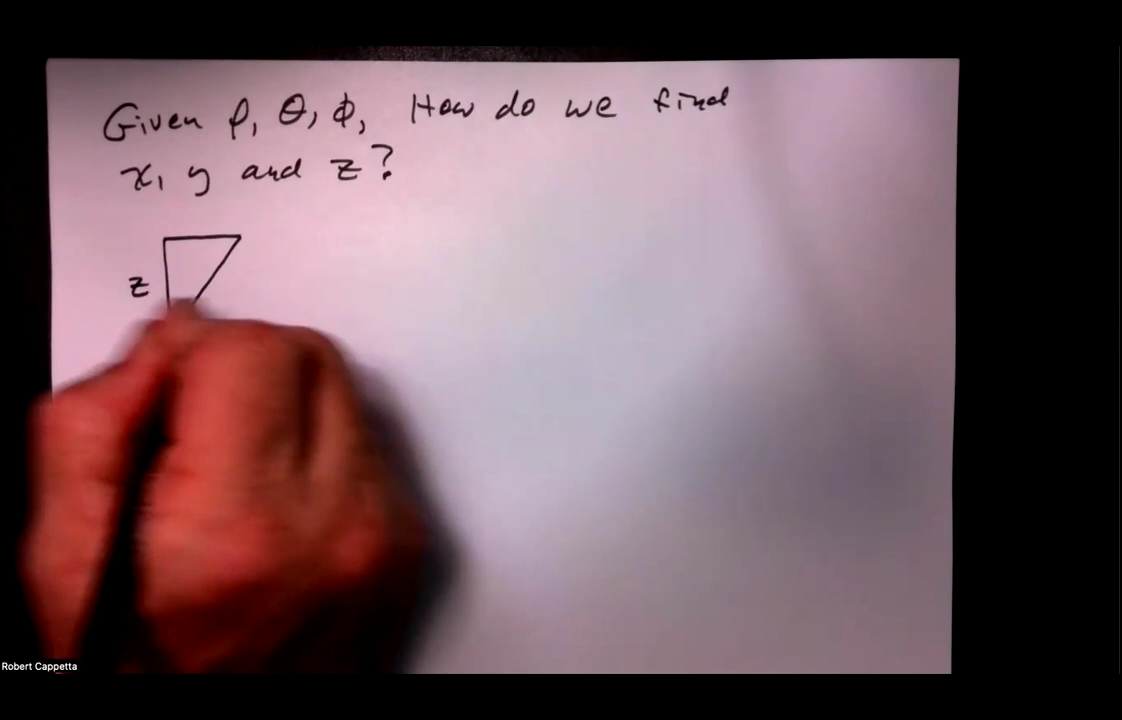 Given ρ, θ, φ, How do we find
x, y and z?
z
Robert Cappetta